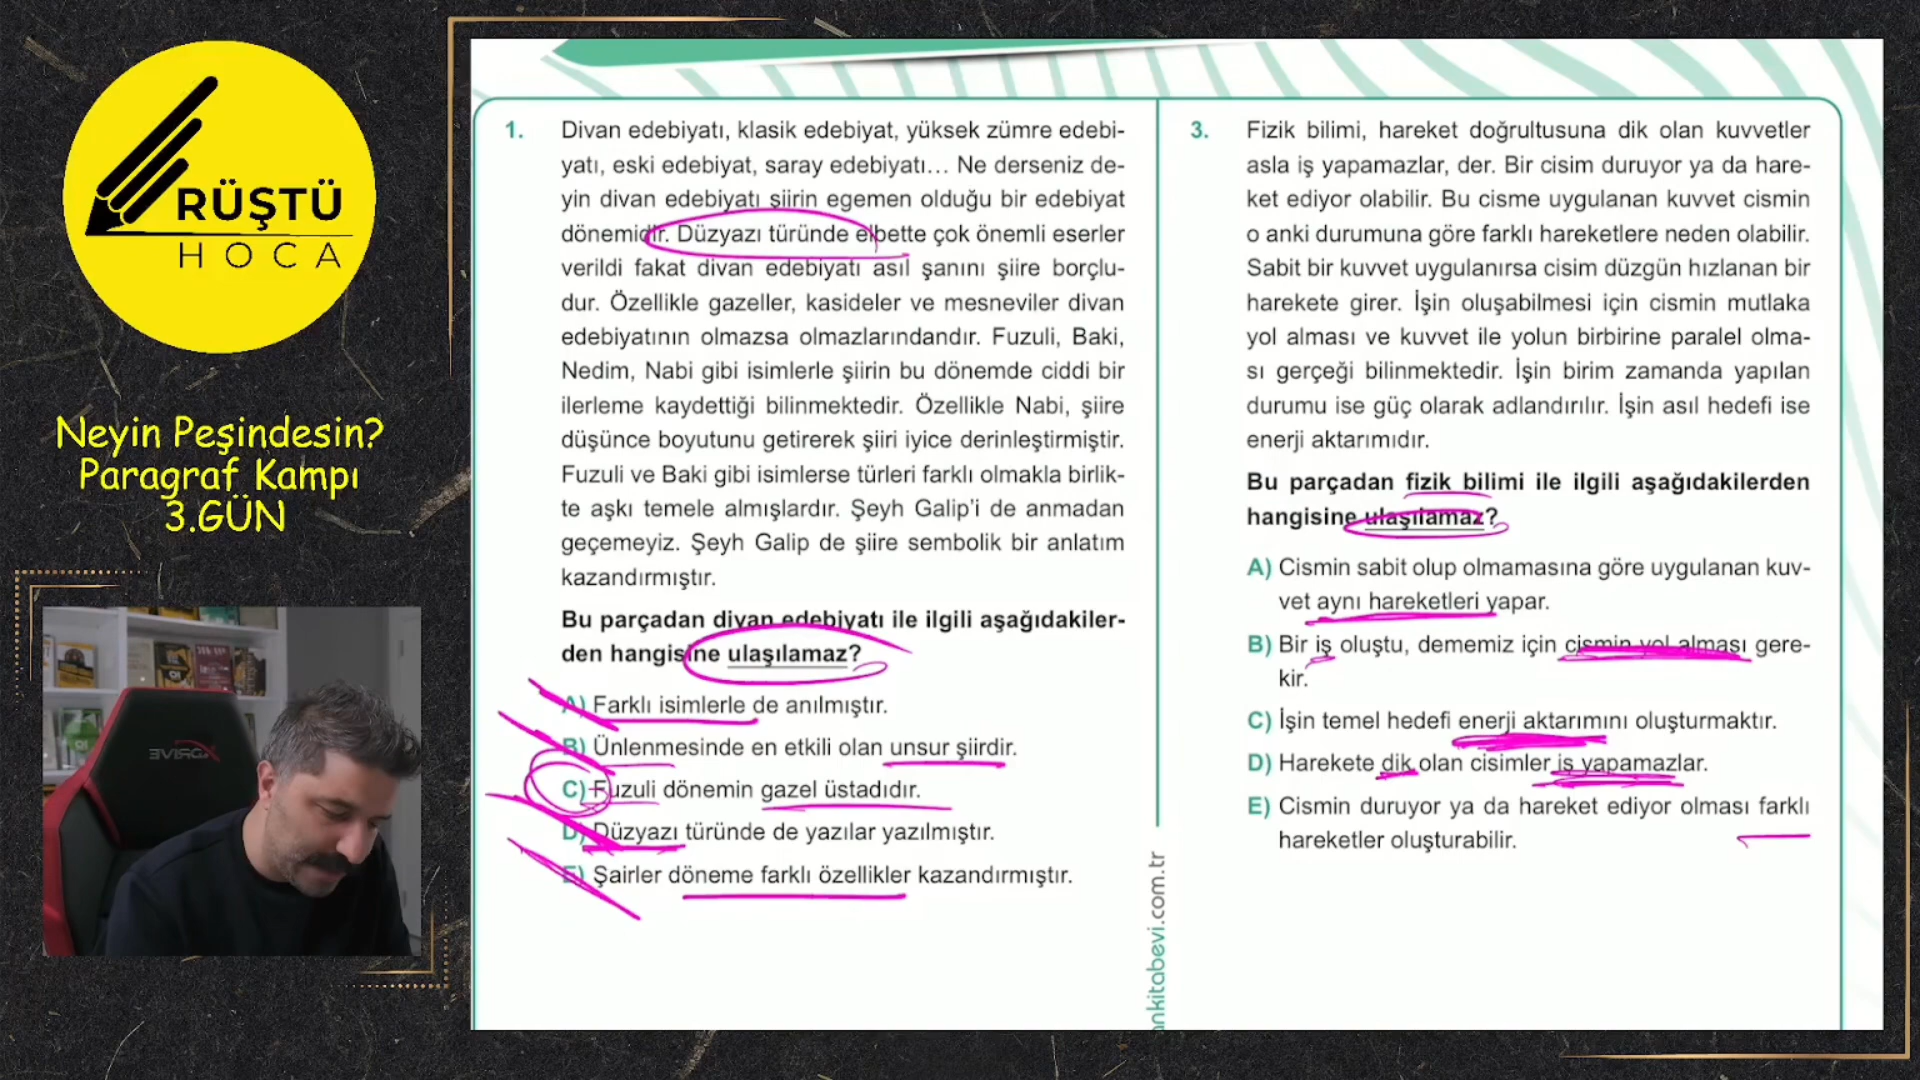 RÜŞTÜ
HOCA
Neyin Peşindesin?
Paragraf Kampı
3.GÜN
1. Divan edebiyatı, klasik edebiyat, yüksek zümre edebi-
yatı, eski edebiyat, saray edebiyatı... Ne derseniz de-
yin divan edebiyatı şiirin egemen olduğu bir edebiyat
dönemidir. Düzyazı türünde elbette çok önemli eserler
verildi fakat divan edebiyatı asıl şanını şiire borçlu-
dur. Özellikle gazeller, kasideler ve mesneviler divan
edebiyatının olmazsa olmazlarındandır. Fuzuli, Baki,
Nedim, Nabi gibi isimlerle şiirin bu dönemde ciddi bir
ilerleme kaydettiği bilinmektedir. Özellikle Nabi, şiire
düşünce boyutunu getirerek şiiri iyice derinleştirmiştir.
Fuzuli ve Baki gibi isimlerse türleri farklı olmakla birlik-
te aşkı temele almışlardır. Şeyh Galip'i de anmadan
geçemeyiz. Şeyh Galip de şiire sembolik bir anlatım
kazandırmıştır.
Bu parçadan divan edebiyatı ile ilgili aşağıdakiler-
den hangisine ulaşılamaz?
A) Farklı isimlerle de anılmıştır.
B) Ünlenmesinde en etkili olan unsur şiirdir.
C) Fuzuli dönemin gazel üstadıdır.
D) Düzyazı türünde de yazılar yazılmıştır.
E) Şairler döneme farklı özellikler kazandırmıştır.
3. Fizik bilimi, hareket doğrultusuna dik olan kuvvetler
asla iş yapamazlar, der. Bir cisim duruyor ya da hare-
ket ediyor olabilir. Bu cisme uygulanan kuvvet cismin
o anki durumuna göre farklı hareketlere neden olabilir.
Sabit bir kuvvet uygulanırsa cisim düzgün hızlanan bir
harekete girer. İşin oluşabilmesi için cismin mutlaka
yol alması ve kuvvet ile yolun birbirine paralel olma-
sı gerçeği bilinmektedir. İşin birim zamanda yapılan
durumu ise güç olarak adlandırılır. İşin asıl hedefi ise
enerji aktarımıdır.
Bu parçadan fizik bilimi ile ilgili aşağıdakilerden
hangisine ulaşılamaz?
A) Cismin sabit olup olmamasına göre uygulanan kuv-
vet aynı hareketleri yapar.
B) Bir iş oluştu, dememiz için cismin yol alması gere-
kir.
C) İşin temel hedefi enerji aktarımını oluşturmaktır.
D) Harekete dik olan cisimler iş yapamazlar.
E) Cismin duruyor ya da hareket ediyor olması farklı
hareketler oluşturabilir.
ankitabevi.com.tr